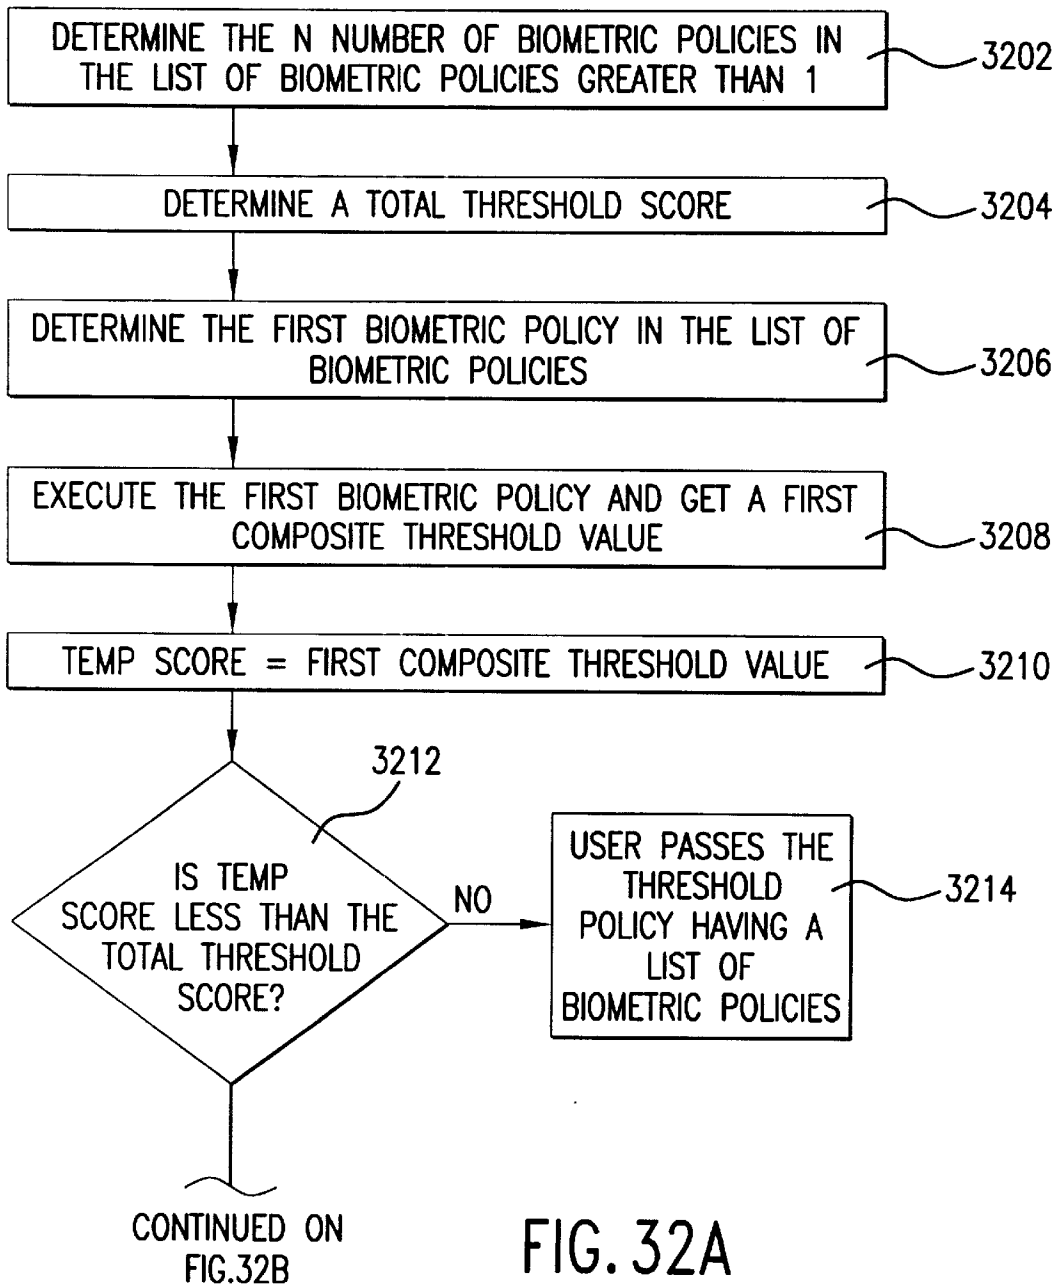 DETERMINE THE N NUMBER OF BIOMETRIC POLICIES IN
THE LIST OF BIOMETRIC POLICIES GREATER THAN 1
3202
DETERMINE A TOTAL THRESHOLD SCORE
3204
DETERMINE THE FIRST BIOMETRIC POLICY IN THE LIST OF
BIOMETRIC POLICIES
3206
EXECUTE THE FIRST BIOMETRIC POLICY AND GET A FIRST
COMPOSITE THRESHOLD VALUE
3208
TEMP SCORE = FIRST COMPOSITE THRESHOLD VALUE
3210
3212
IS TEMP
SCORE LESS THAN THE
TOTAL THRESHOLD
SCORE?
NO
USER PASSES THE
THRESHOLD
POLICY HAVING A
LIST OF
BIOMETRIC POLICIES
3214
CONTINUED ON
FIG.32B
FIG. 32A